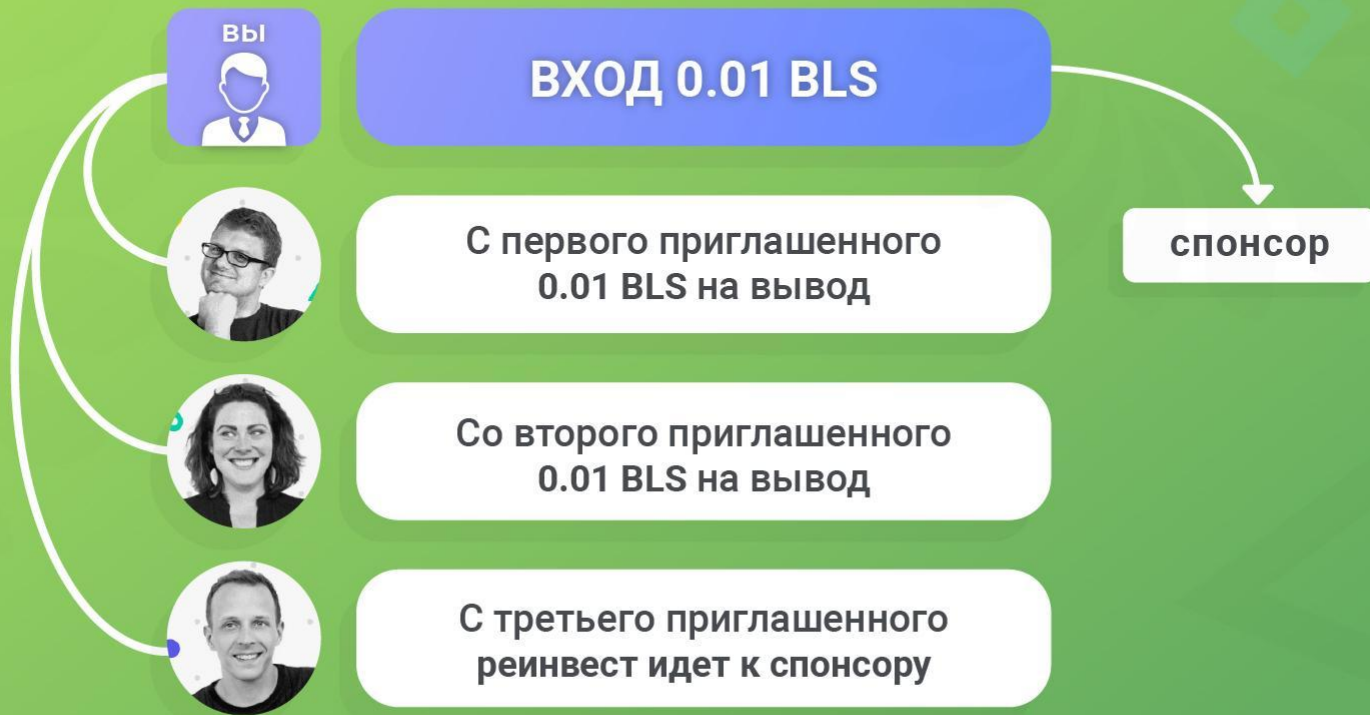 ВЫ
ВХОД 0.01 BLS
С первого приглашенного
0.01 BLS на вывод
спонсор
Со второго приглашенного
0.01 BLS на вывод
С третьего приглашенного
реинвест идет к спонсору